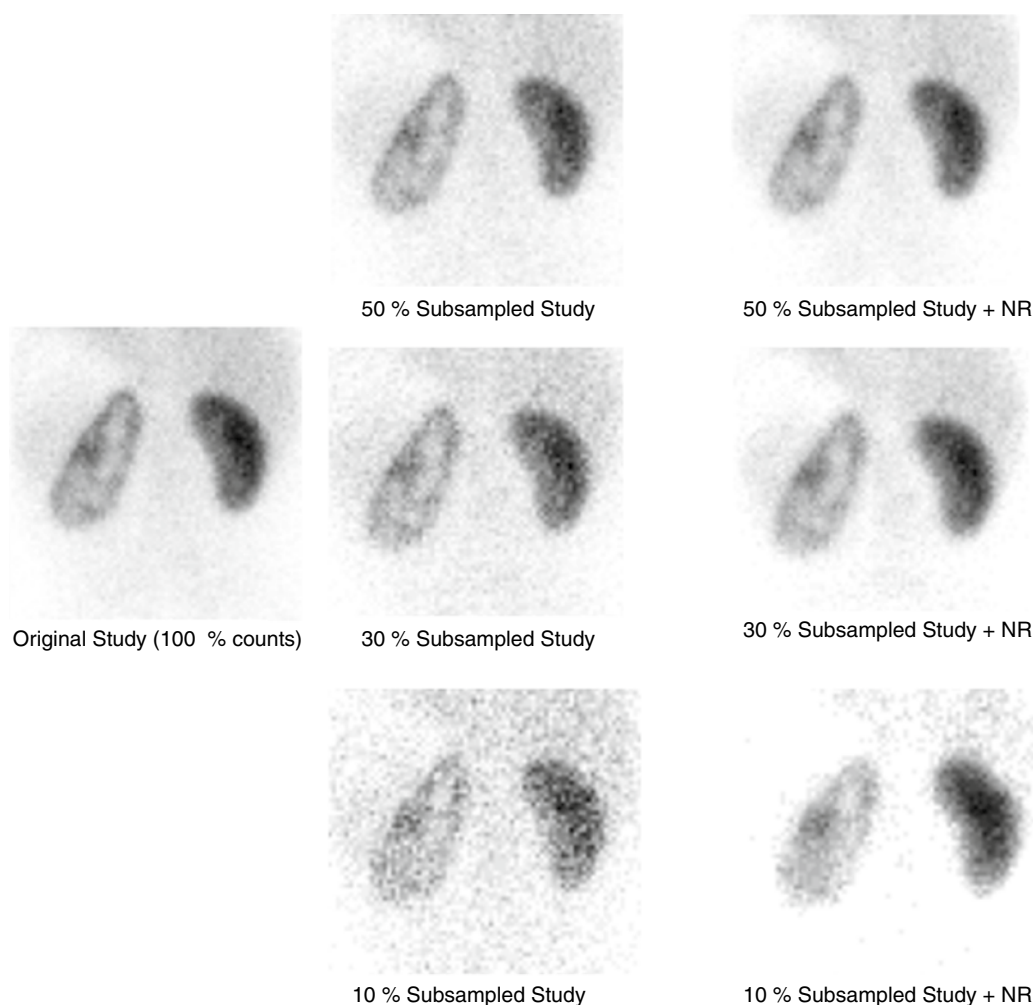 50 % Subsampled Study
50 % Subsampled Study + NR
Original Study (100 % counts)
30 % Subsampled Study
30 % Subsampled Study + NR
10 % Subsampled Study
10 % Subsampled Study + NR